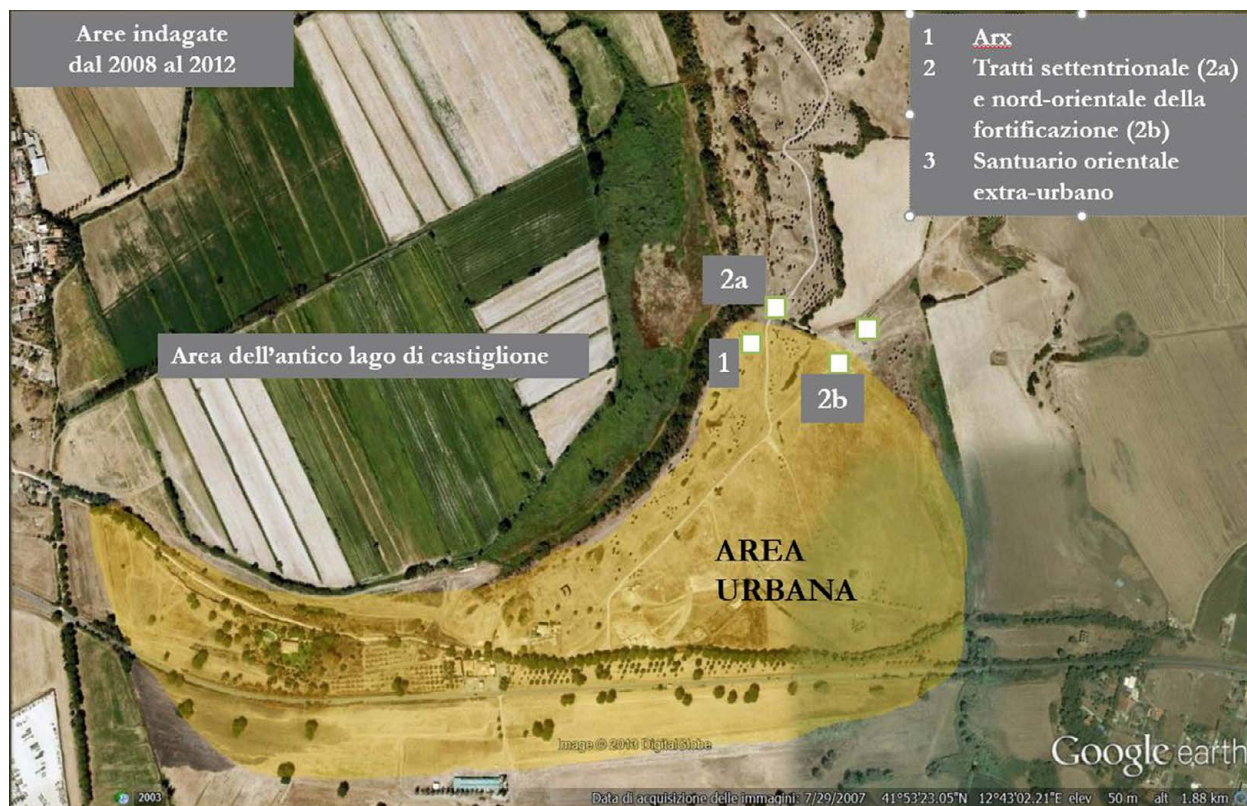 Aree indagate
dal 2008 al 2012
1 Arx
2 Tratti settentrionale (2a)
e nord-orientale della
fortificazione (2b)
3 Santuario orientale
extra-urbano
2a
Area dell'antico lago di castiglione
1
2b
AREA
URBANA
Image © 2013 DigitalGlobe
Google earth
2003
Data di acquisizione delle immagini: 7/29/2007 41°53'23.05"N 12°43'02.21"E elev 50 m alt 1.88 km